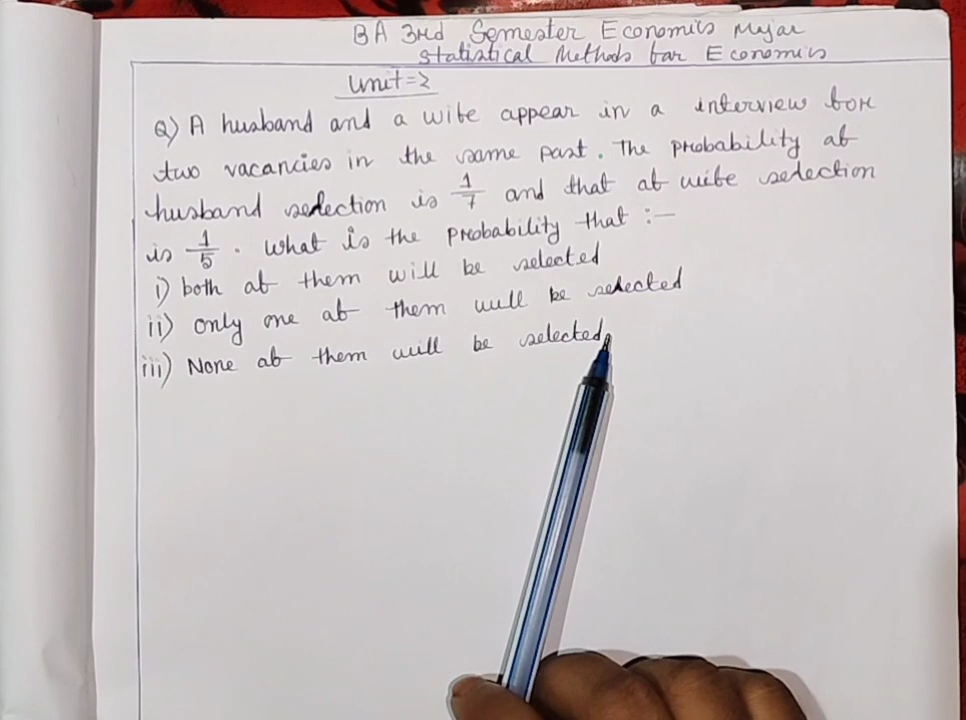 BA 3rd Semester Economics Major
Statistical Methods for Economics
Unit=2
Q) A husband and a wife appear in a interview for
two vacancies in the same post. The Probability of
husband selection is 1/7 and that of wife selection
is 1/5. What is the Probability that :-
i) both of them will be selected
ii) Only one of them will be selected
iii) None of them will be selected